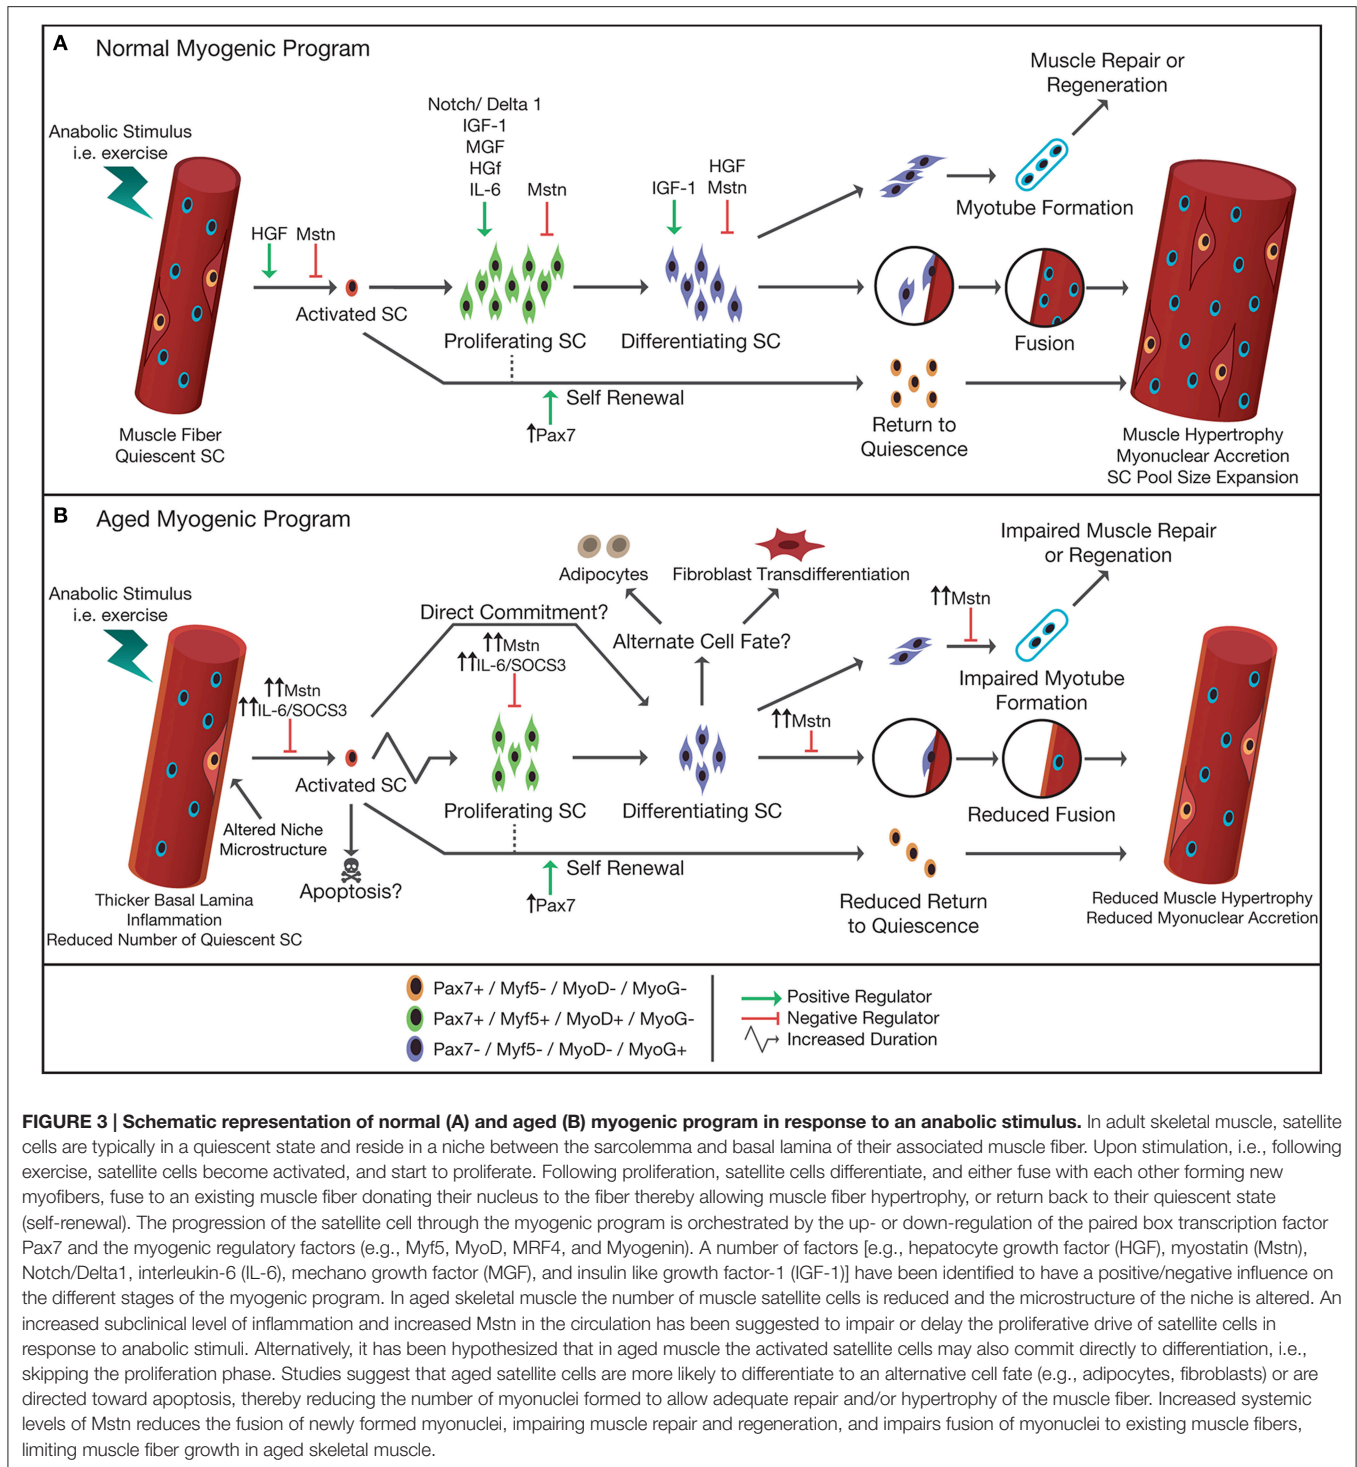 A Normal Myogenic Program
Anabolic Stimulus
i.e. exercise
HGF
Mstn
Activated SC
Muscle Fiber
Quiescent SC
Notch/ Delta 1
IGF-1
MGF
HGf
IL-6
Mstn
Proliferating SC
IGF-1
HGF
Mstn
Differentiating SC
Muscle Repair or
Regeneration
Myotube Formation
Fusion
Self Renewal
↑Pax7
Return to
Quiescence
Muscle Hypertrophy
Myonuclear Accretion
SC Pool Size Expansion
B Aged Myogenic Program
Anabolic Stimulus
i.e. exercise
↑↑Mstn
↑↑IL-6/SOCS3
Activated SC
Altered Niche
Microstructure
Apoptosis?
Thicker Basal Lamina
Inflammation
Reduced Number of Quiescent SC
Direct Commitment?
↑↑Mstn
↑↑IL-6/SOCS3
Proliferating SC
Adipocytes
Fibroblast Transdifferentiation
Alternate Cell Fate?
Differentiating SC
↑↑Mstn
↑↑Mstn
Impaired Muscle Repair
or Regenation
Impaired Myotube
Formation
Reduced Fusion
Self Renewal
↑Pax7
Reduced Return
to Quiescence
Reduced Muscle Hypertrophy
Reduced Myonuclear Accretion
Pax7+ / Myf5- / MyoD- / MyoG-
Pax7+ / Myf5+ / MyoD+ / MyoG-
Pax7- / Myf5- / MyoD- / MyoG+
Positive Regulator
Negative Regulator
Increased Duration
FIGURE 3 | Schematic representation of normal (A) and aged (B) myogenic program in response to an anabolic stimulus. In adult skeletal muscle, satellite
cells are typically in a quiescent state and reside in a niche between the sarcolemma and basal lamina of their associated muscle fiber. Upon stimulation, i.e., following
exercise, satellite cells become activated, and start to proliferate. Following proliferation, satellite cells differentiate, and either fuse with each other forming new
myofibers, fuse to an existing muscle fiber donating their nucleus to the fiber thereby allowing muscle fiber hypertrophy, or return back to their quiescent state
(self-renewal). The progression of the satellite cell through the myogenic program is orchestrated by the up- or down-regulation of the paired box transcription factor
Pax7 and the myogenic regulatory factors (e.g., Myf5, MyoD, MRF4, and Myogenin). A number of factors [e.g., hepatocyte growth factor (HGF), myostatin (Mstn),
Notch/Delta1, interleukin-6 (IL-6), mechano growth factor (MGF), and insulin like growth factor-1 (IGF-1)] have been identified to have a positive/negative influence on
the different stages of the myogenic program. In aged skeletal muscle the number of muscle satellite cells is reduced and the microstructure of the niche is altered. An
increased subclinical level of inflammation and increased Mstn in the circulation has been suggested to impair or delay the proliferative drive of satellite cells in
response to anabolic stimuli. Alternatively, it has been hypothesized that in aged muscle the activated satellite cells may also commit directly to differentiation, i.e.,
skipping the proliferation phase. Studies suggest that aged satellite cells are more likely to differentiate to an alternative cell fate (e.g., adipocytes, fibroblasts) or are
directed toward apoptosis, thereby reducing the number of myonuclei formed to allow adequate repair and/or hypertrophy of the muscle fiber. Increased systemic
levels of Mstn reduces the fusion of newly formed myonuclei, impairing muscle repair and regeneration, and impairs fusion of myonuclei to existing muscle fibers,
limiting muscle fiber growth in aged skeletal muscle.